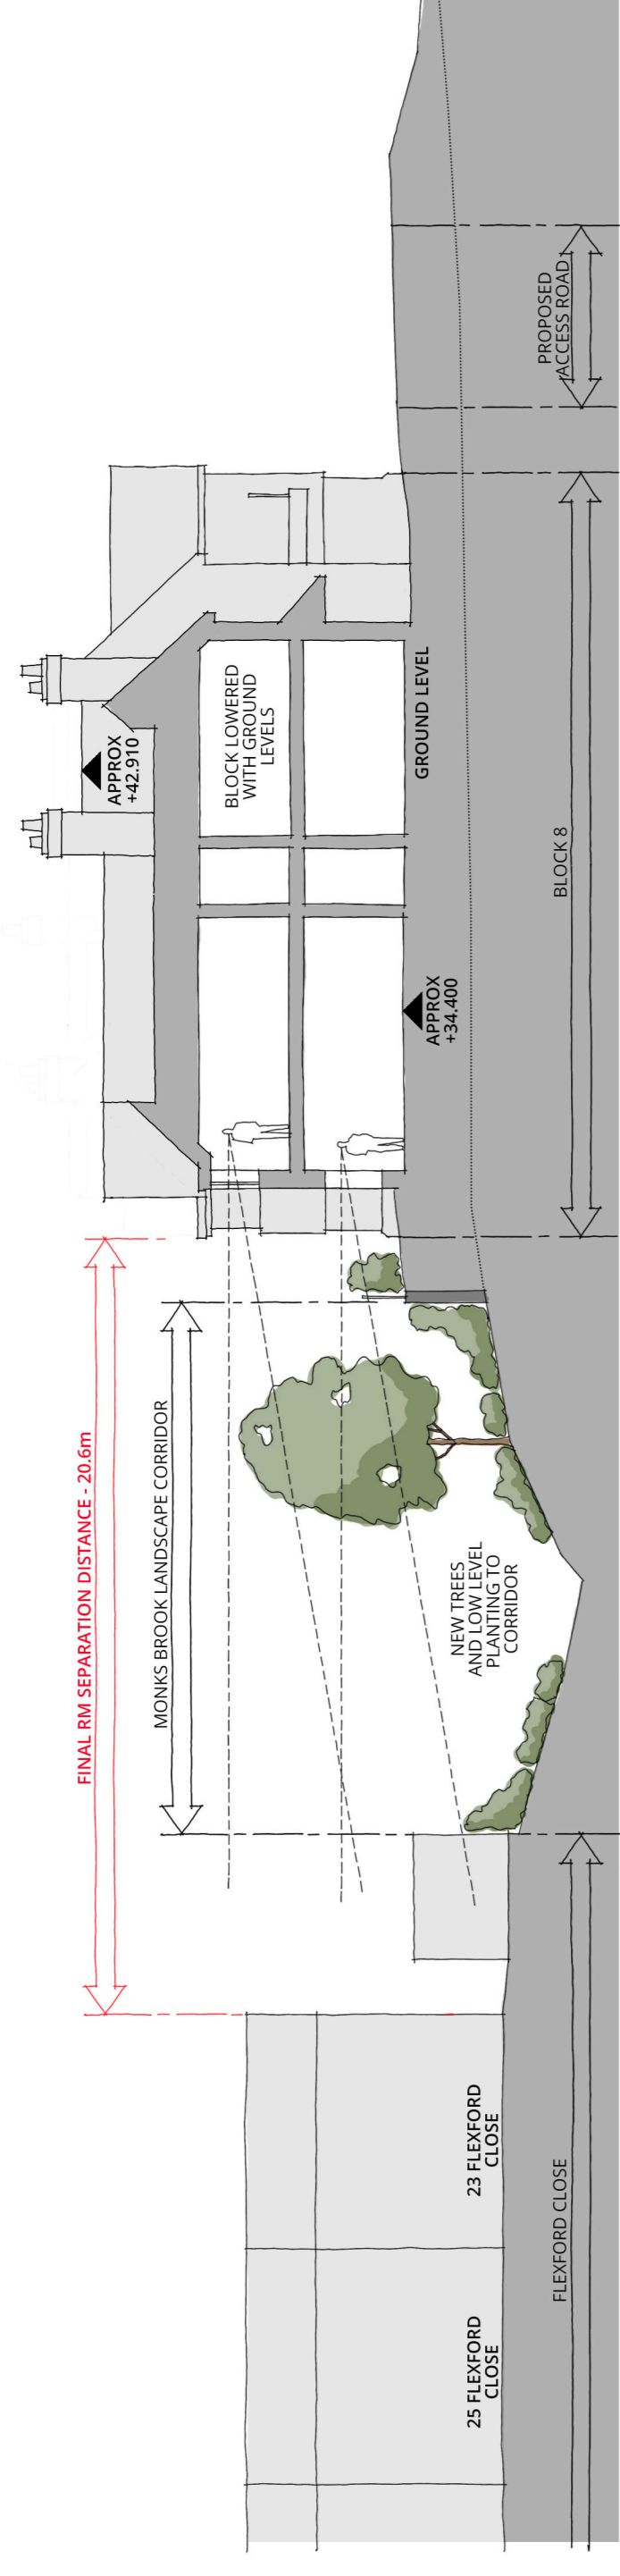 FINAL RM SEPARATION DISTANCE - 20.6m
MONKS BROOK LANDSCAPE CORRIDOR
25 FLEXFORD
CLOSE
23 FLEXFORD
CLOSE
FLEXFORD CLOSE
NEW TREES
AND LOW LEVEL
PLANTING TO
CORRIDOR
APPROX
+42.910
BLOCK LOWERED
WITH GROUND
LEVELS
APPROX
+34.400
GROUND LEVEL
BLOCK 8
PROPOSED
ACCESS ROAD